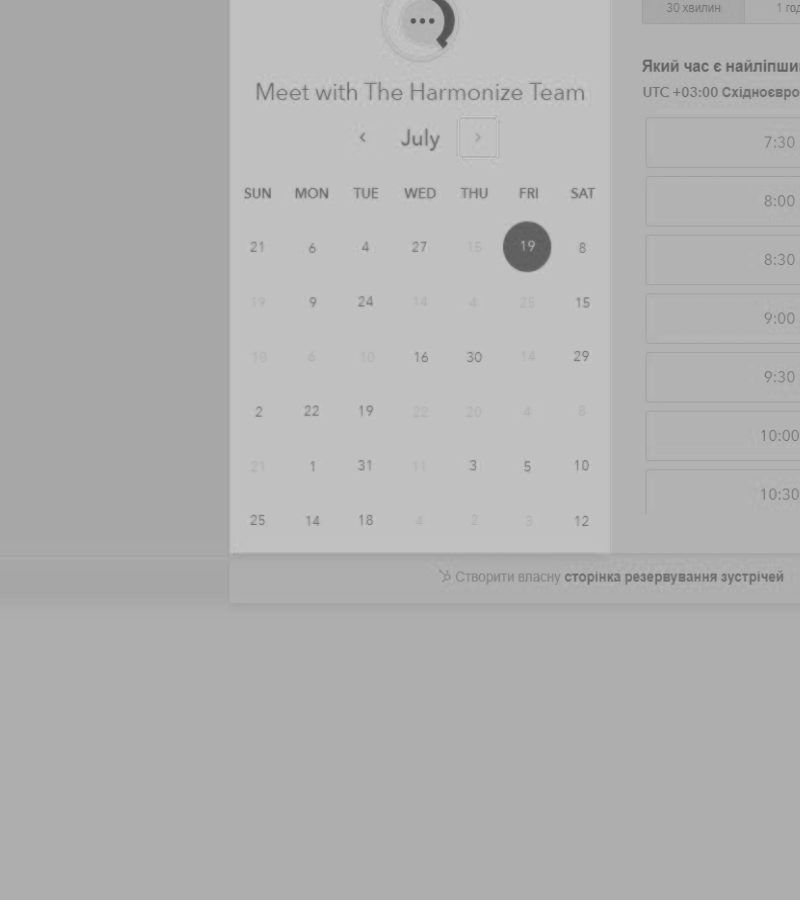 30 хвилин 1 год
Який час є найліпши
UTC +03:00 Східноєвро
Meet with The Harmonize Team
July
SUN MON TUE WED THU FRI SAT
21 6 4 27 15 19 8
19 9 24 14 4 25 15
10 6 10 16 30 14 29
2 22 19 22 20 4 8
21 1 31 11 3 5 10
25 14 18 4 2 3 12
7:30
8:00
8:30
9:00
9:30
10:00
10:30
Створити власну сторінка резервування зустрічей